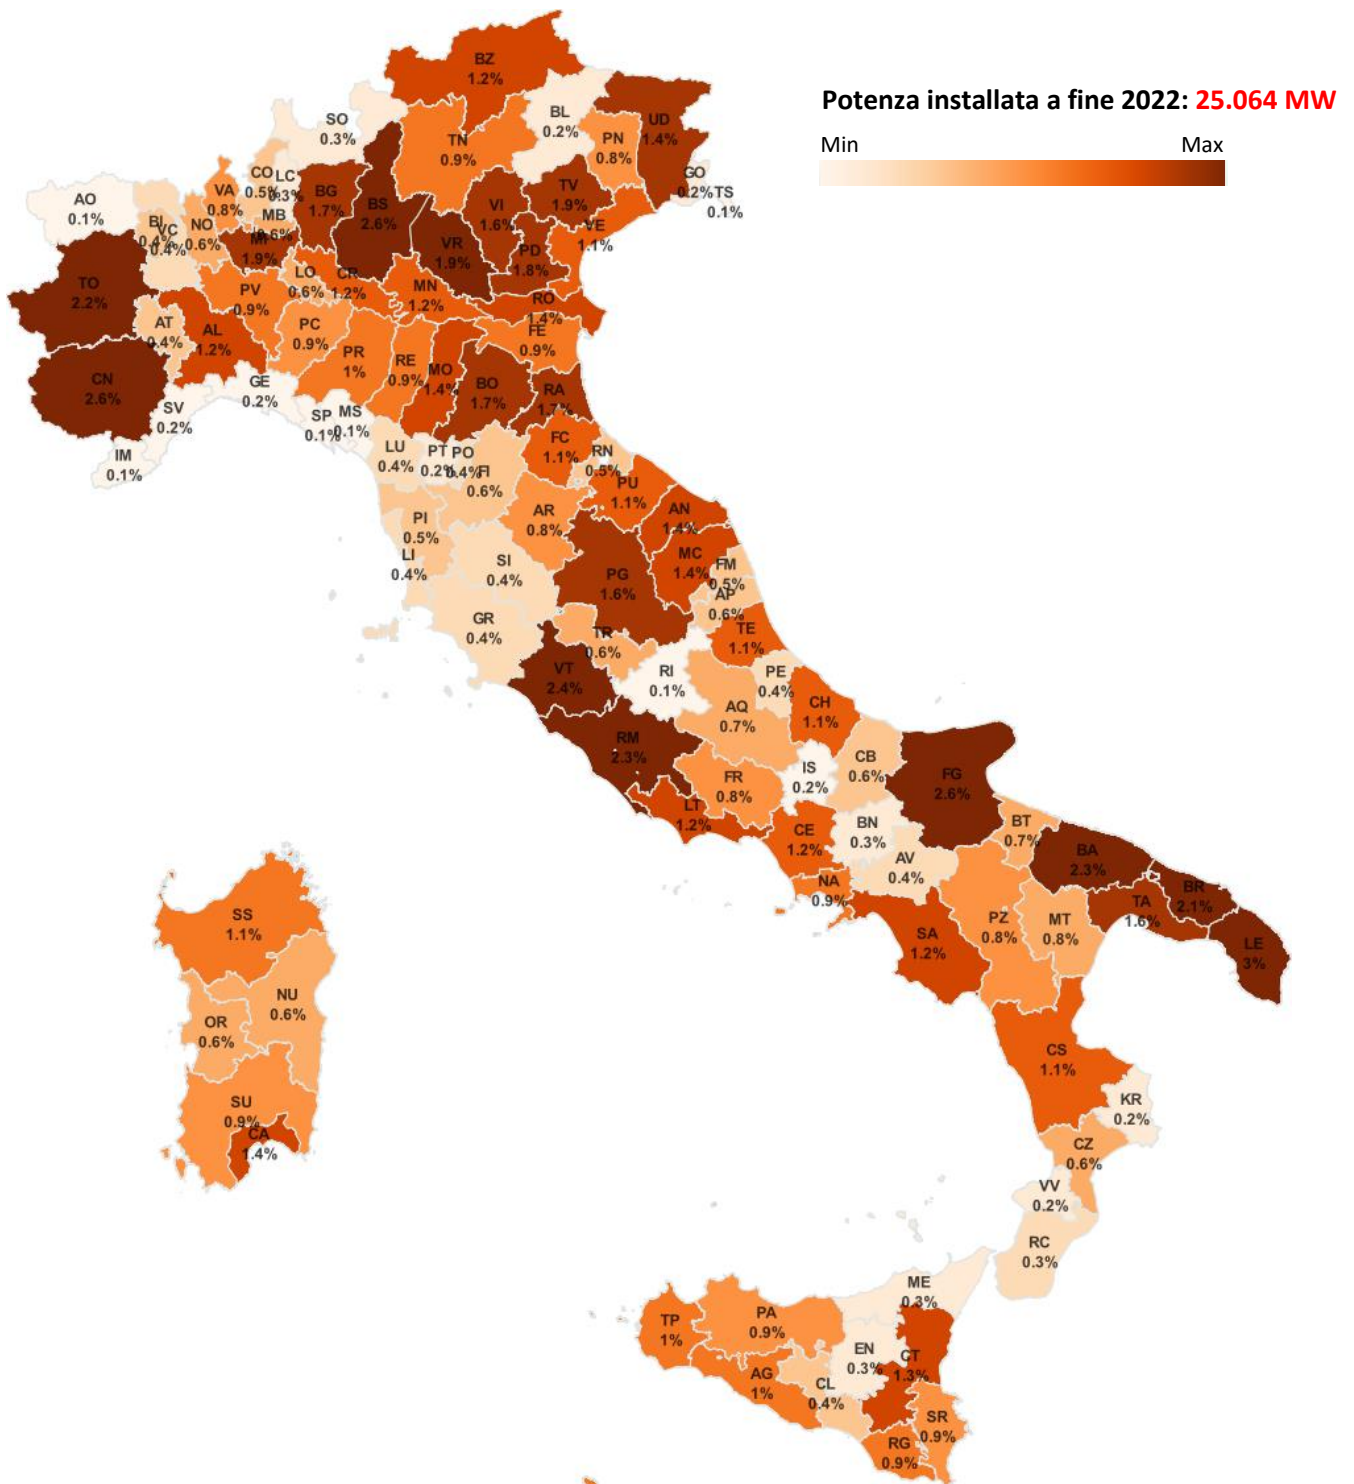 Potenza installata a fine 2022: 25.064 MW
Min Max
BZ
1.2%
BL
0.2%
UD
1.4%
SO
0.3%
TN
0.9%
PN
0.8%
GO
0.2%
TS
0.1%
AO
0.1%
VA
0.8%
CO
0.5%
LC
0.3%
BG
1.7%
BS
2.6%
VI
1.6%
TV
1.9%
VE
1.1%
BI
0.4%
VC
0.4%
NO
0.6%
MB
0.6%
MI
1.9%
VR
1.9%
PD
1.8%
TO
2.2%
PV
0.9%
LO
0.6%
CR
1.2%
MN
1.2%
RO
1.4%
AT
0.4%
AL
1.2%
PC
0.9%
PR
1%
RE
0.9%
MO
1.4%
FE
0.9%
CN
2.6%
GE
0.2%
BO
1.7%
RA
1.7%
SV
0.2%
SP
0.1%
MS
0.1%
IM
0.1%
LU
0.4%
PT
0.2%
PO
0.4%
FI
0.6%
FC
1.1%
RN
0.5%
PU
1.1%
AR
0.8%
AN
1.4%
PI
0.5%
LI
0.4%
SI
0.4%
PG
1.6%
MC
1.4%
FM
0.5%
AP
0.6%
GR
0.4%
TR
0.6%
TE
1.1%
VT
2.4%
RI
0.1%
PE
0.4%
AQ
0.7%
CH
1.1%
RM
2.3%
FR
0.8%
IS
0.2%
CB
0.6%
FG
2.6%
LT
1.2%
CE
1.2%
BN
0.3%
BT
0.7%
AV
0.4%
BA
2.3%
NA
0.9%
BR
2.1%
TA
1.6%
SS
1.1%
SA
1.2%
PZ
0.8%
MT
0.8%
LE
3%
NU
0.6%
OR
0.6%
CS
1.1%
SU
0.9%
CA
1.4%
KR
0.2%
CZ
0.6%
VV
0.2%
RC
0.3%
ME
0.3%
TP
1%
PA
0.9%
EN
0.3%
CT
1.3%
AG
1%
CL
0.4%
SR
0.9%
RG
0.9%